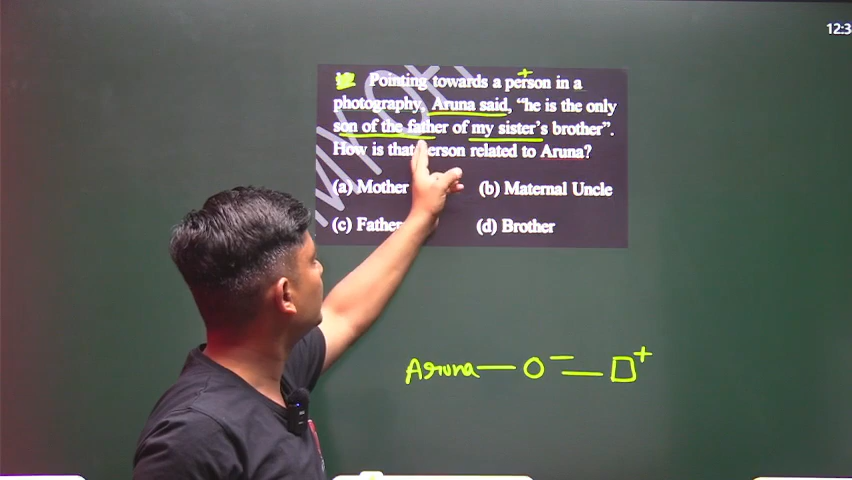 12:3
12. Pointing towards a person in a
photography, Aruna said, “he is the only
son of the father of my sister’s brother”.
How is that person related to Aruna?
(a) Mother
(b) Maternal Uncle
(c) Father
(d) Brother
Aruna — O⁻ — □⁺